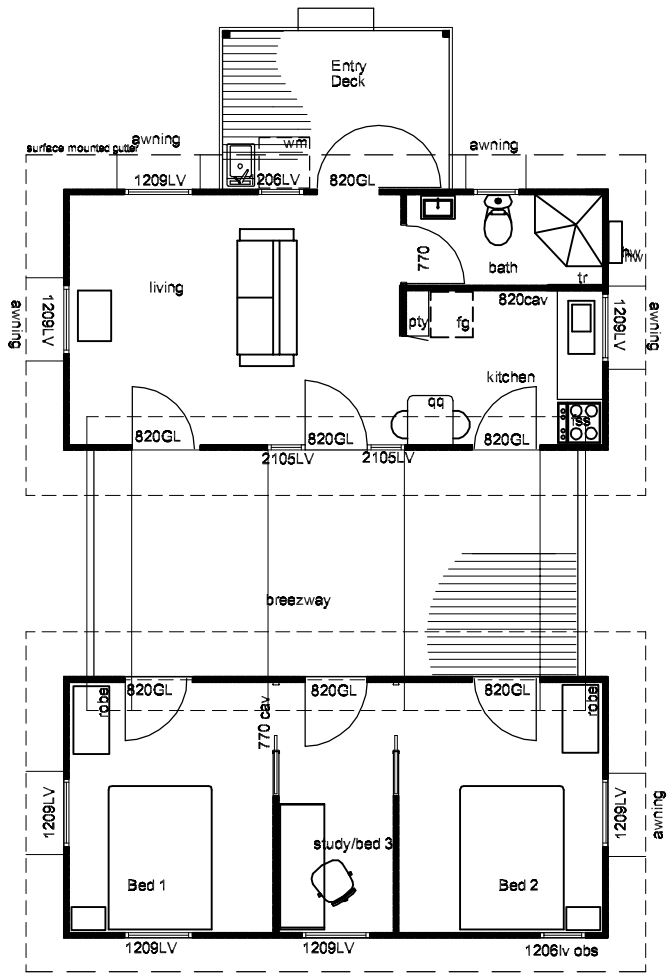 Entry
Deck
awning
surface mounted gutter
wm
awning
1209LV
1206LV
820GL
770
bath
tr
hw
living
820cav
pty
fg
awning
1209LV
1209LV
awning
kitchen
qq
iss
820GL
820GL
820GL
2105LV
2105LV
breezway
820GL
820GL
820GL
robe
robe
770 cav
1209LV
1209LV
awning
study/bed 3
Bed 1
Bed 2
1209LV
1209LV
1206lv obs